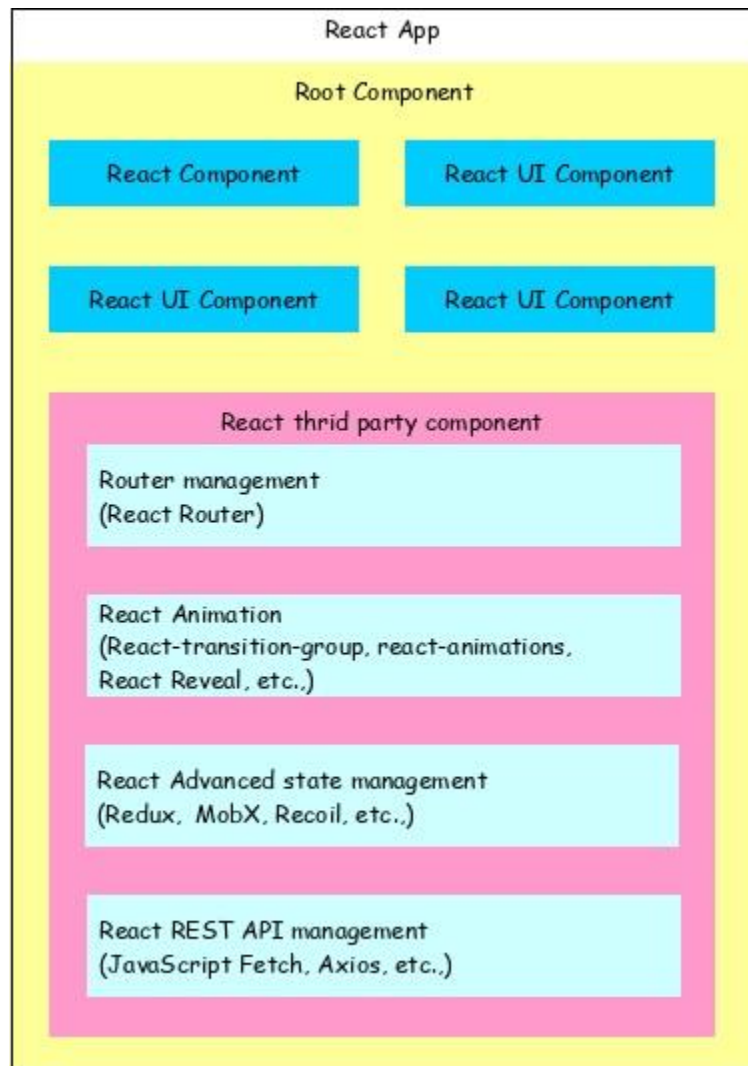 React App
Root Component
React Component
React UI Component
React UI Component
React UI Component
React thrid party component
Router management
(React Router)
React Animation
(React-transition-group, react-animations,
React Reveal, etc.,)
React Advanced state management
(Redux,  MobX, Recoil, etc.,)
React REST API management
(JavaScript Fetch, Axios, etc.,)